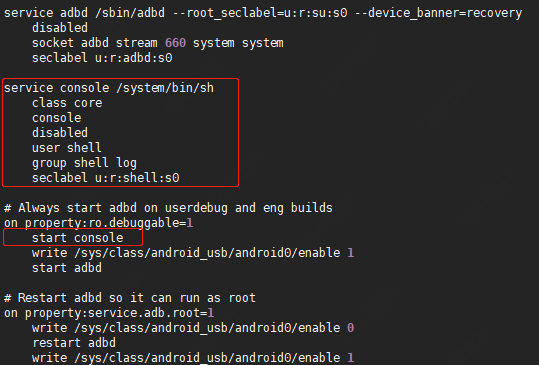 service adbd /sbin/adbd --root_seclabel=u:r:su:s0 --device_banner=recovery
    disabled
    socket adbd stream 660 system system
    seclabel u:r:adbd:s0

service console /system/bin/sh
    class core
    console
    disabled
    user shell
    group shell log
    seclabel u:r:shell:s0

# Always start adbd on userdebug and eng builds
on property:ro.debuggable=1
    start console
    write /sys/class/android_usb/android0/enable 1
    start adbd

# Restart adbd so it can run as root
on property:service.adb.root=1
    write /sys/class/android_usb/android0/enable 0
    restart adbd
    write /sys/class/android_usb/android0/enable 1